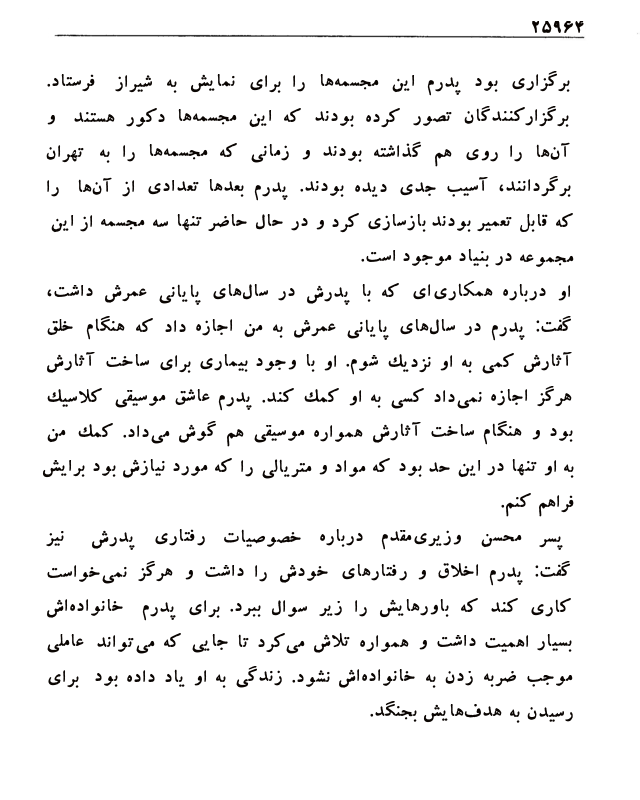 ۲۵۹۶۴
برگزاری بود پدرم این مجسمه‌ها را برای نمایش به شیراز فرستاد.
برگزارکنندگان تصور کرده بودند که این مجسمه‌ها دکور هستند و
آن‌ها را روی هم گذاشته بودند و زمانی که مجسمه‌ها را به تهران
برگردانند، آسیب جدی دیده بودند. پدرم بعدها تعدادی از آن‌ها را
که قابل تعمیر بودند بازسازی کرد و در حال حاضر تنها سه مجسمه از این
مجموعه در بنیاد موجود است.
او درباره همکاری‌ای که با پدرش در سال‌های پایانی عمرش داشت،
گفت: پدرم در سال‌های پایانی عمرش به من اجازه داد که هنگام خلق
آثارش کمی به او نزدیك شوم. او با وجود بیماری برای ساخت آثارش
هرگز اجازه نمی‌داد کسی به او کمك کند. پدرم عاشق موسیقی کلاسیك
بود و هنگام ساخت آثارش همواره موسیقی هم گوش می‌داد. کمك من
به او تنها در این حد بود که مواد و متریالی را که مورد نیازش بود برایش
فراهم کنم.
پسر محسن وزیری‌مقدم درباره خصوصیات رفتاری پدرش نیز
گفت: پدرم اخلاق و رفتارهای خودش را داشت و هرگز نمی‌خواست
کاری کند که باورهایش را زیر سوال ببرد. برای پدرم خانواده‌اش
بسیار اهمیت داشت و همواره تلاش می‌کرد تا جایی که می‌تواند عاملی
موجب ضربه زدن به خانواده‌اش نشود. زندگی به او یاد داده بود برای
رسیدن به هدف‌هایش بجنگد.